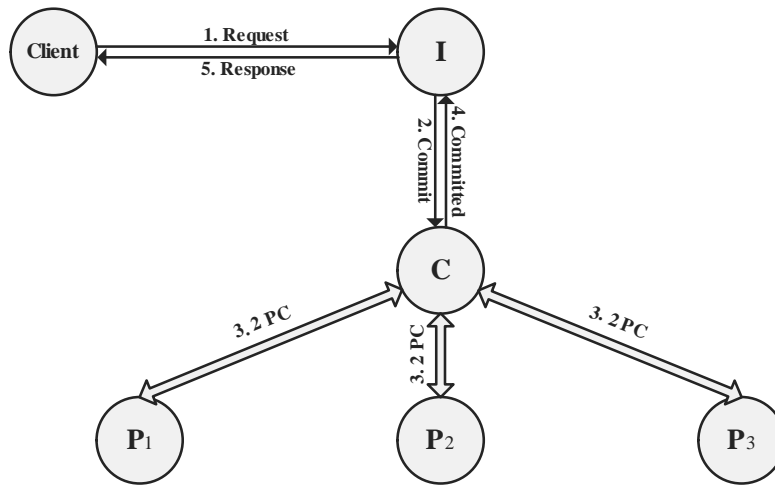 Client
1. Request
I
5. Response
2. Commit
4. Committed
C
3. 2 PC
3. 2 PC
3. 2 PC
P1
P2
P3